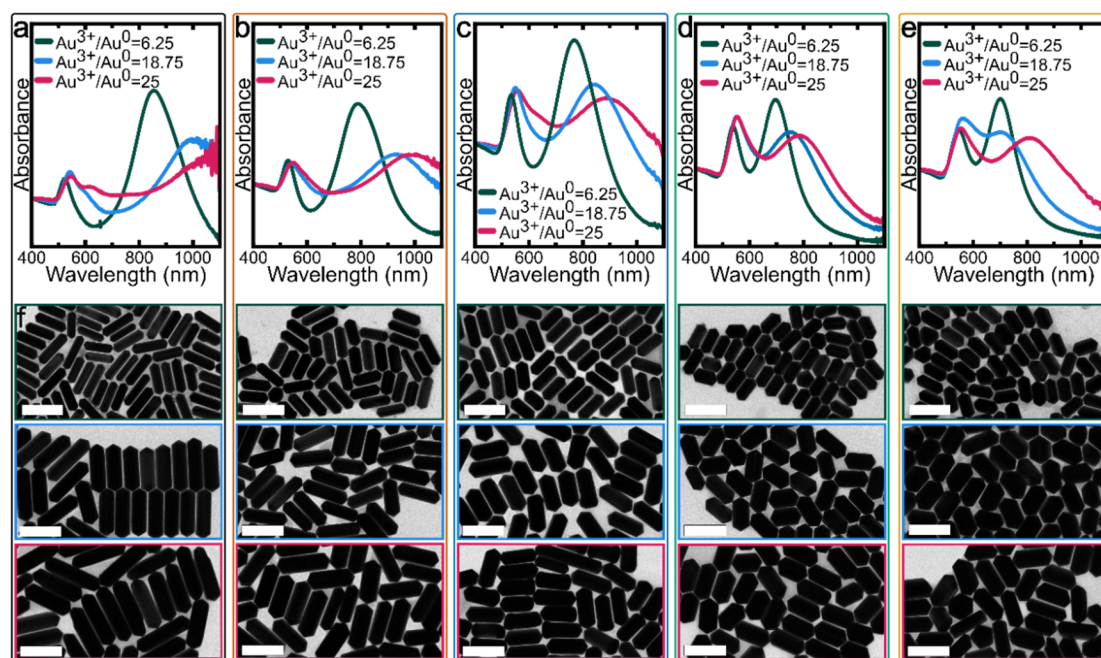 a
Au³⁺/Au⁰=6.25
Au³⁺/Au⁰=18.75
Au³⁺/Au⁰=25
Absorbance
400 600 800 1000
Wavelength (nm)
b
Au³⁺/Au⁰=6.25
Au³⁺/Au⁰=18.75
Au³⁺/Au⁰=25
Absorbance
400 600 800 1000
Wavelength (nm)
c
Absorbance
Au³⁺/Au⁰=6.25
Au³⁺/Au⁰=18.75
Au³⁺/Au⁰=25
400 600 800 1000
Wavelength (nm)
d
Au³⁺/Au⁰=6.25
Au³⁺/Au⁰=18.75
Au³⁺/Au⁰=25
Absorbance
400 600 800 1000
Wavelength (nm)
e
Au³⁺/Au⁰=6.25
Au³⁺/Au⁰=18.75
Au³⁺/Au⁰=25
Absorbance
400 600 800 1000
Wavelength (nm)
f